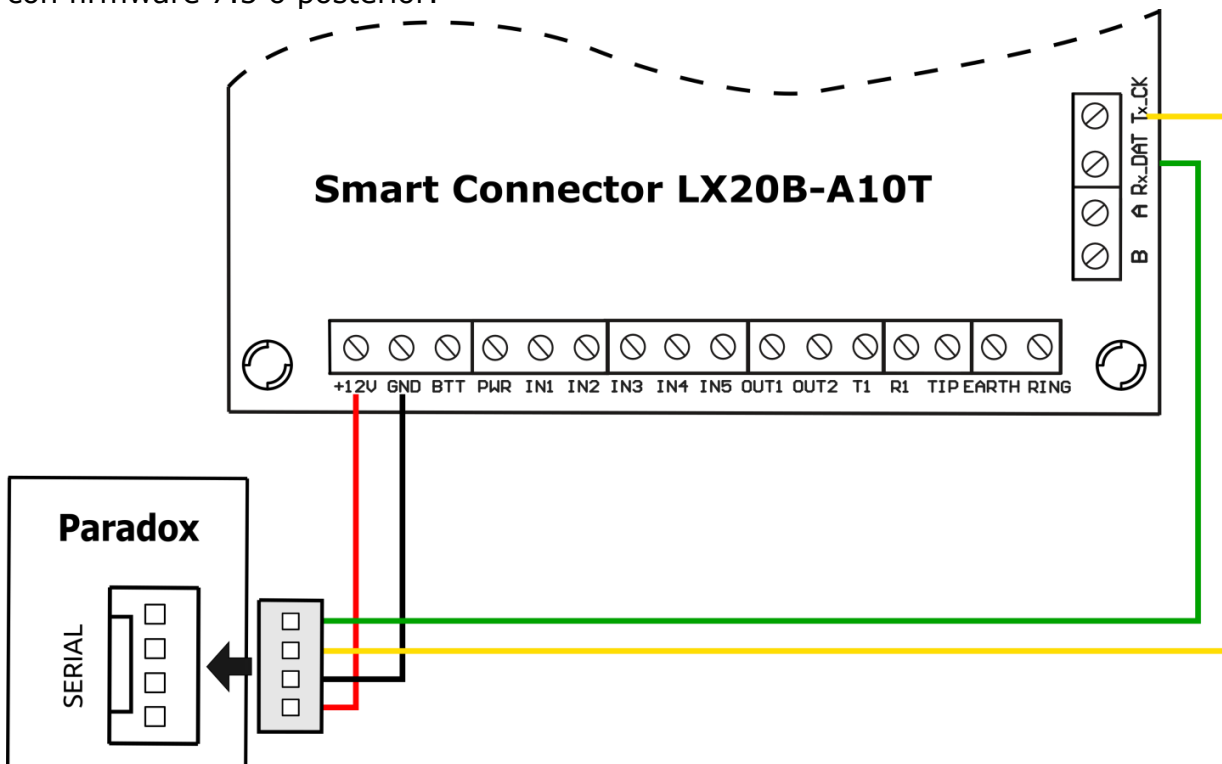 con firmware 7.5 o posterior.
Tx_CK
Rx_DAT
A
B
Smart Connector LX20B-A10T
+12V GND BTT PWR IN1 IN2 IN3 IN4 IN5 OUT1 OUT2 T1 R1 TIP EARTH RING
Paradox
SERIAL